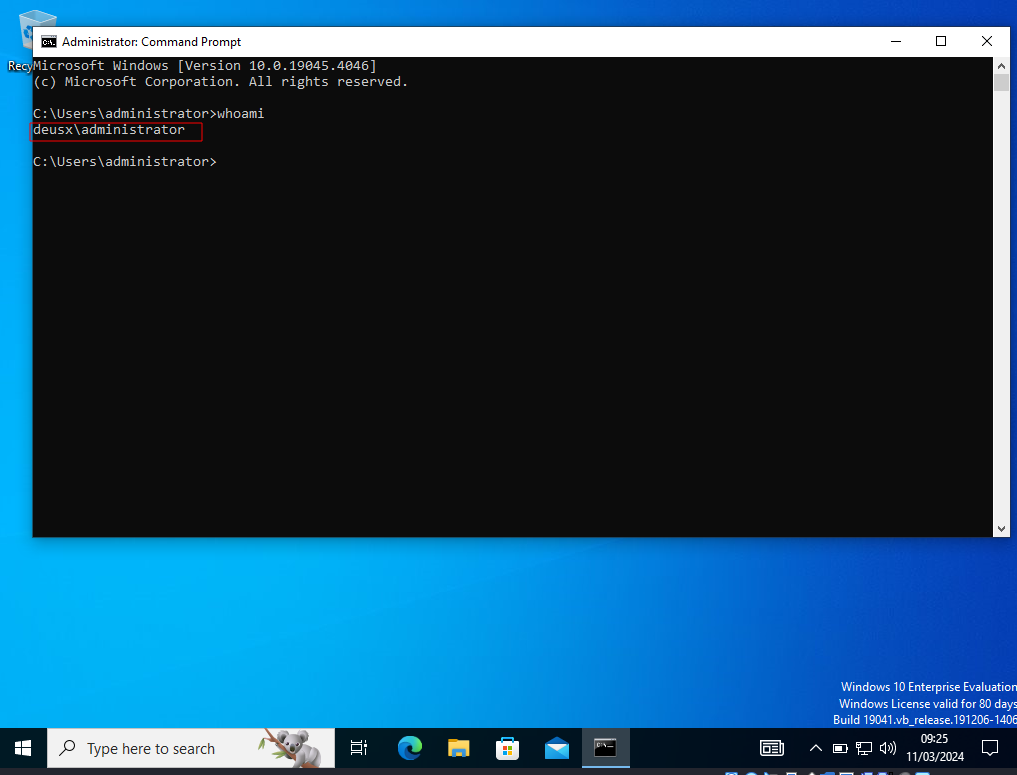 Administrator: Command Prompt
Recy
Microsoft Windows [Version 10.0.19045.4046]
(c) Microsoft Corporation. All rights reserved.
C:\Users\administrator>whoami
deusx\administrator
C:\Users\administrator>
Windows 10 Enterprise Evaluation
Windows License valid for 80 days
Build 19041.vb_release.191206-1406
Type here to search
09:25
11/03/2024